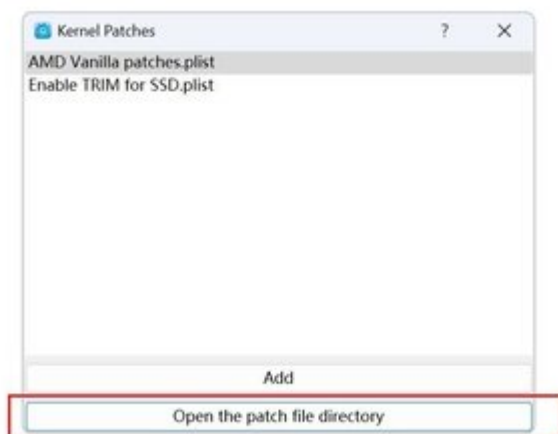 Kernel Patches ?
AMD Vanilla patches.plist
Enable TRIM for SSD.plist
Add
Open the patch file directory